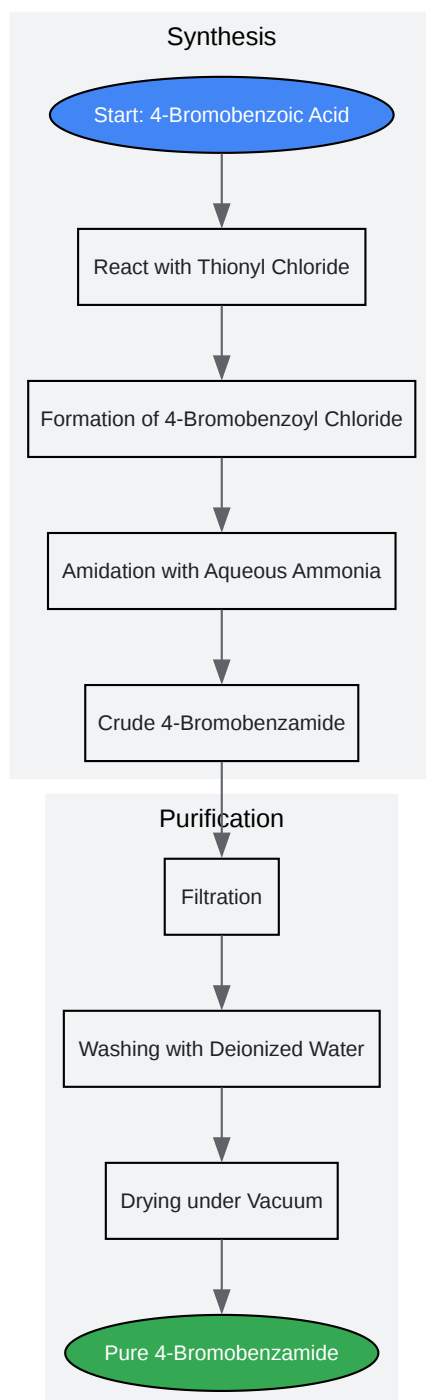 Synthesis
Start: 4-Bromobenzoic Acid
React with Thionyl Chloride
Formation of 4-Bromobenzoyl Chloride
Amidation with Aqueous Ammonia
Crude 4-Bromobenzamide
Purification
Filtration
Washing with Deionized Water
Drying under Vacuum
Pure 4-Bromobenzamide